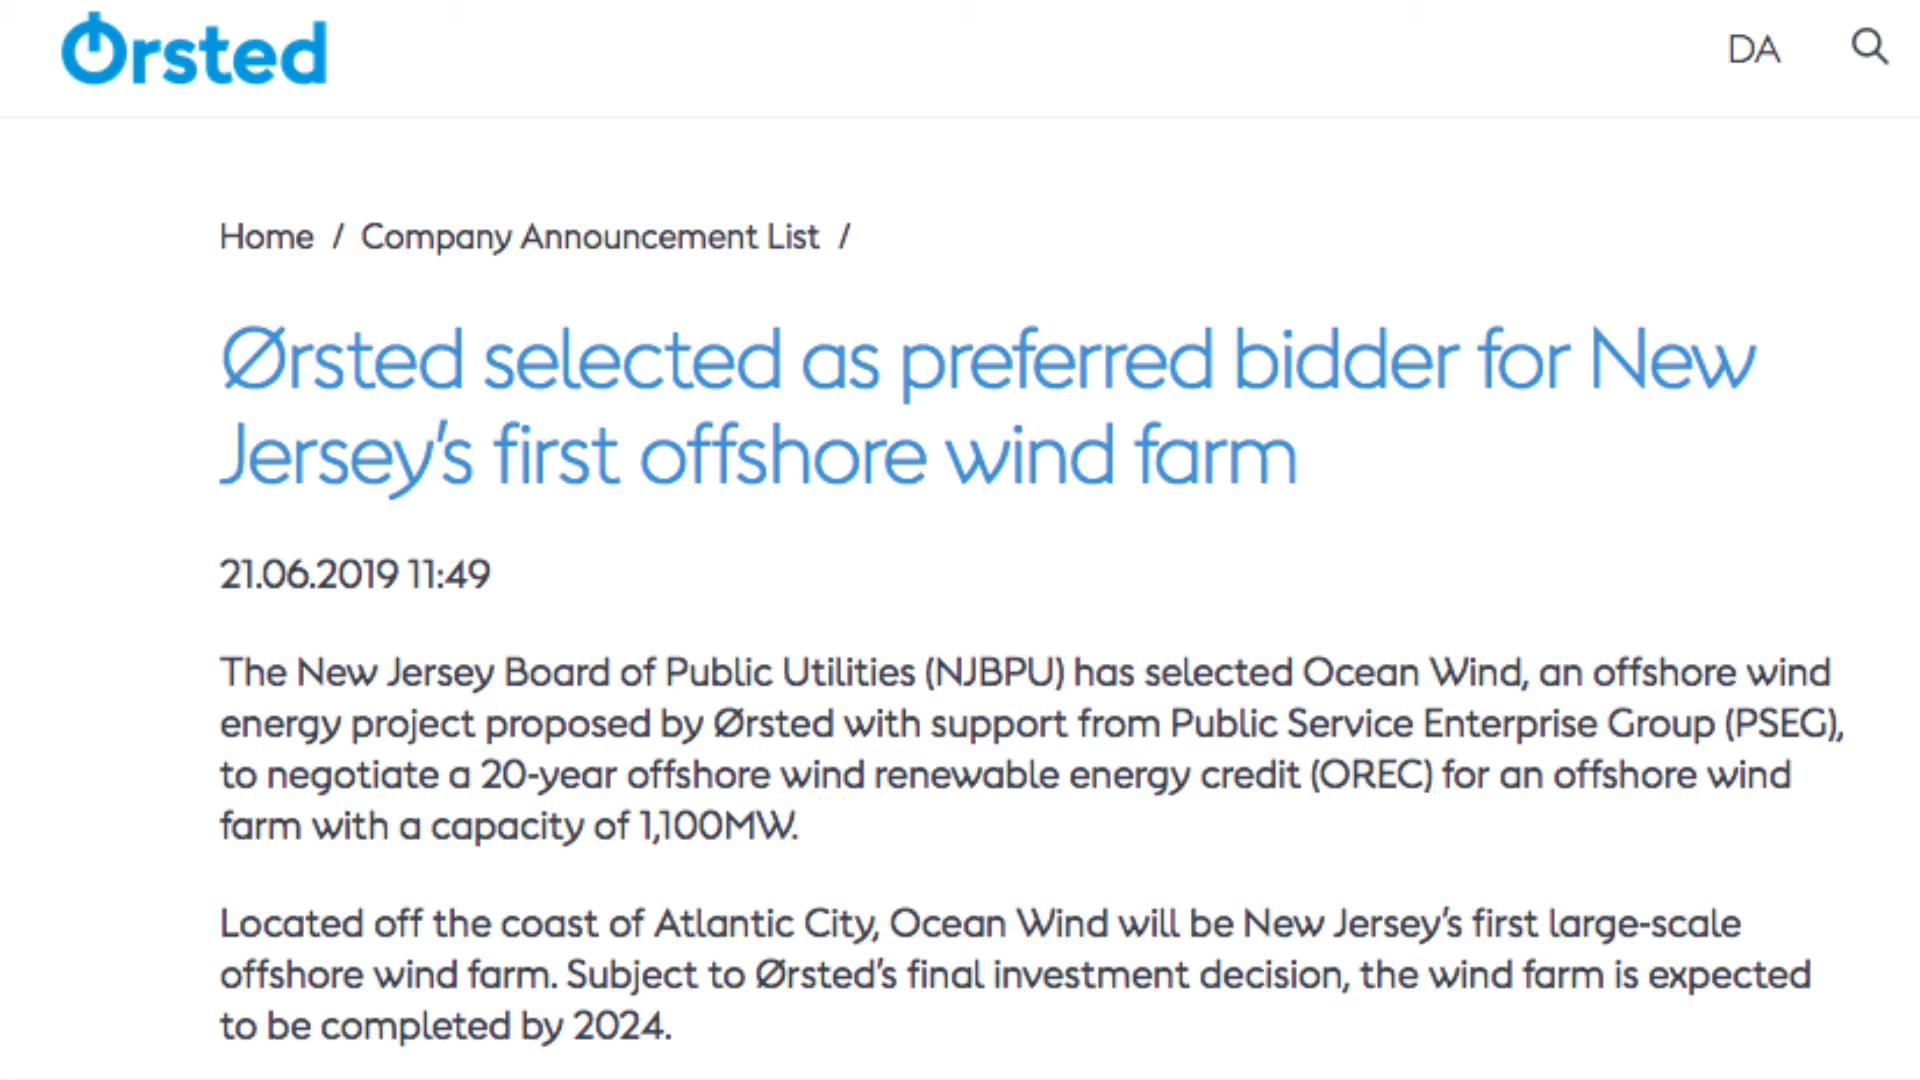 Ørsted
DA
Home / Company Announcement List /
Ørsted selected as preferred bidder for New
Jersey's first offshore wind farm
21.06.2019 11:49
The New Jersey Board of Public Utilities (NJBPU) has selected Ocean Wind, an offshore wind
energy project proposed by Ørsted with support from Public Service Enterprise Group (PSEG),
to negotiate a 20-year offshore wind renewable energy credit (OREC) for an offshore wind
farm with a capacity of 1,100MW.
Located off the coast of Atlantic City, Ocean Wind will be New Jersey's first large-scale
offshore wind farm. Subject to Ørsted's final investment decision, the wind farm is expected
to be completed by 2024.